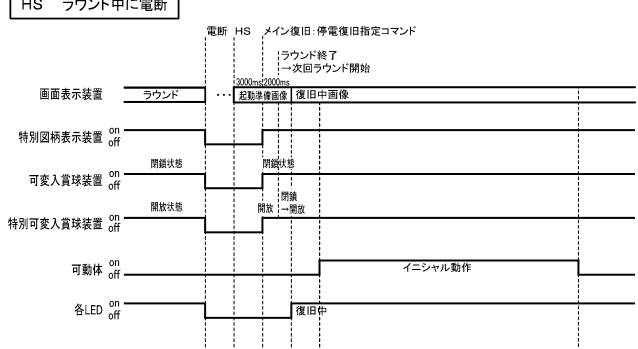 HS ラウンド中に電断
電断 HS メイン復旧:停電復旧指定コマンド
ラウンド終了
→次回ラウンド開始
3000ms 2000ms
画面表示装置 ラウンド ・・・ 起動準備画像 復旧中画像
特別図柄表示装置 on
off
閉鎖状態 閉鎖状態
可変入賞球装置 on
off
開放状態 開放 閉鎖
→開放
特別可変入賞球装置 on
off
可動体 on
off イニシャル動作
各LED on
off 復旧中